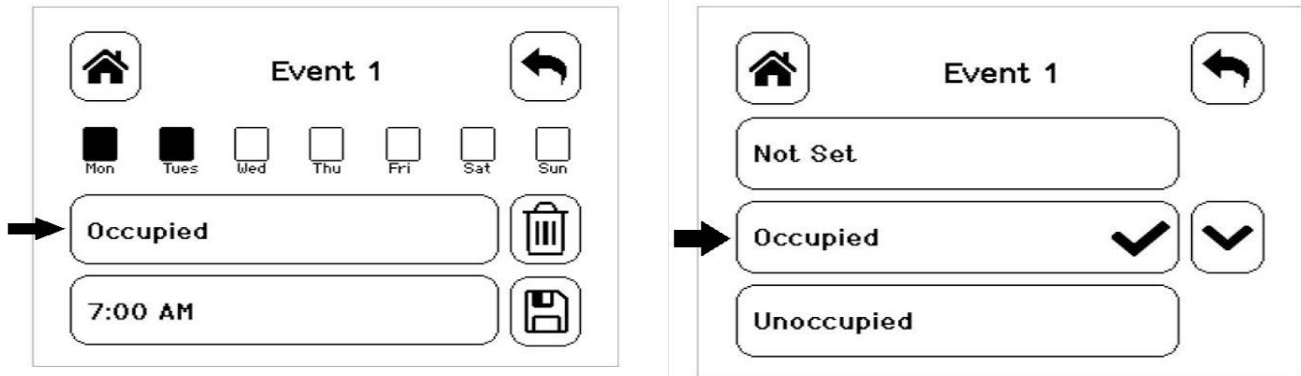 Event 1
Mon Tues Wed Thu Fri Sat Sun
Occupied
7:00 AM
Event 1
Not Set
Occupied
Unoccupied